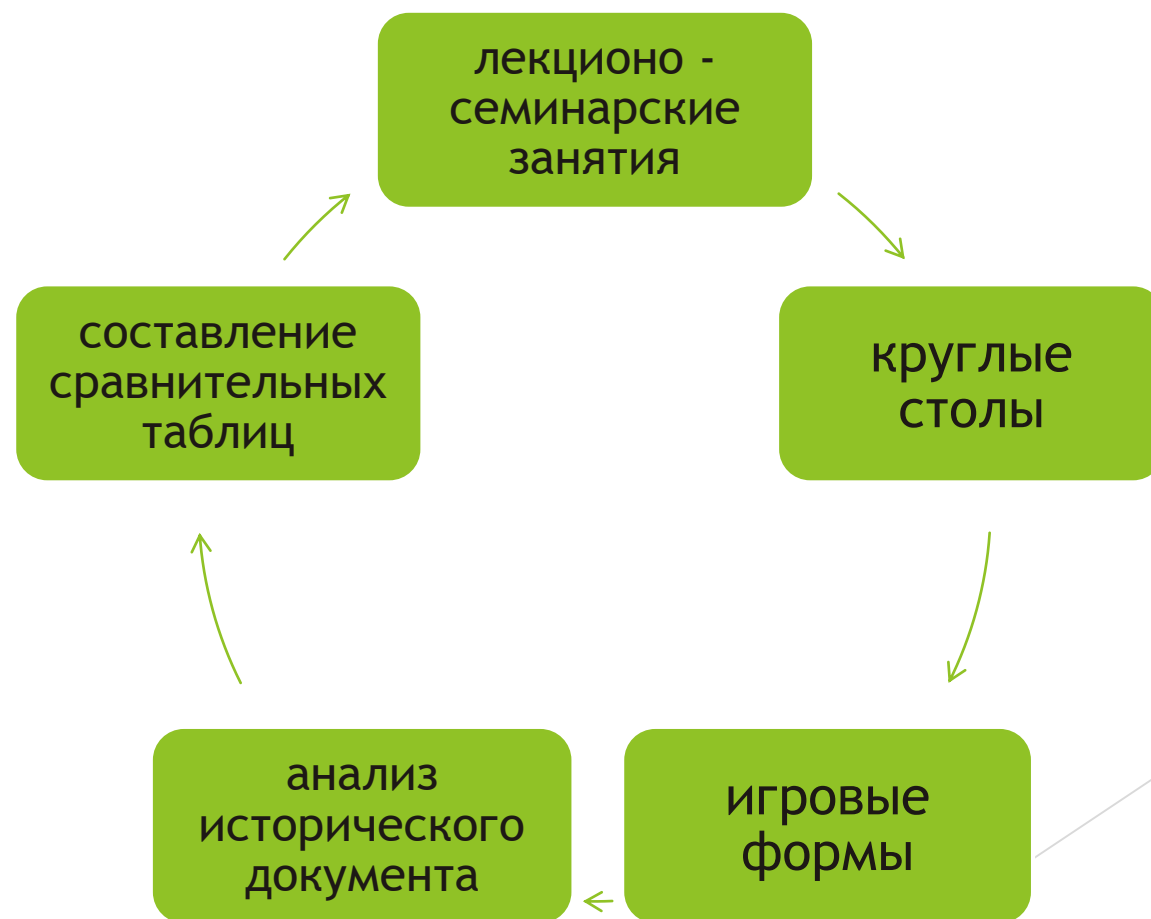 лекционо -
семинарские
занятия
круглые
столы
игровые
формы
анализ
исторического
документа
составление
сравнительных
таблиц